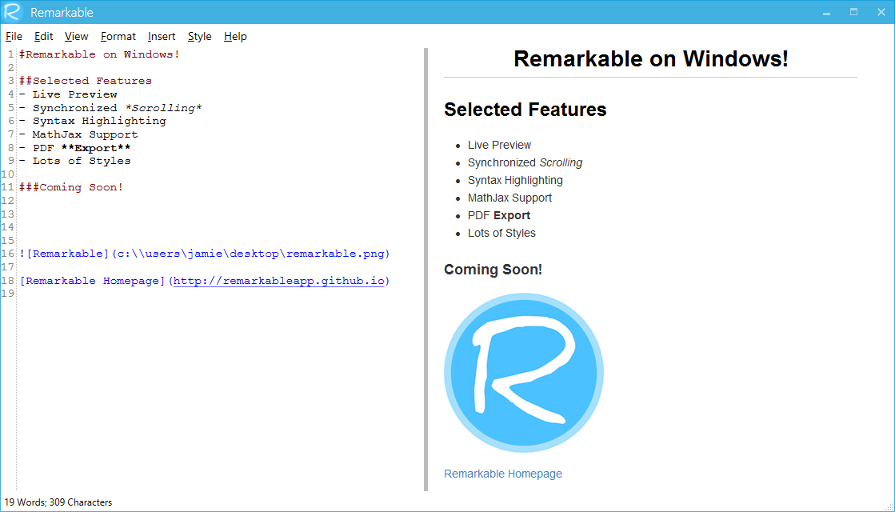 Remarkable
File Edit View Format Insert Style Help
1 #Remarkable on Windows!
2
3 ##Selected Features
4 - Live Preview
5 - Synchronized *Scrolling*
6 - Syntax Highlighting
7 - MathJax Support
8 - PDF **Export**
9 - Lots of Styles
10
11 ###Coming Soon!
12
13
14
15
16 ![Remarkable](c:\\users\jamie\desktop\remarkable.png)
17
18 [Remarkable Homepage](http://remarkableapp.github.io)
19
Remarkable on Windows!
Selected Features
• Live Preview
• Synchronized Scrolling
• Syntax Highlighting
• MathJax Support
• PDF Export
• Lots of Styles
Coming Soon!
R
Remarkable Homepage
19 Words; 309 Characters